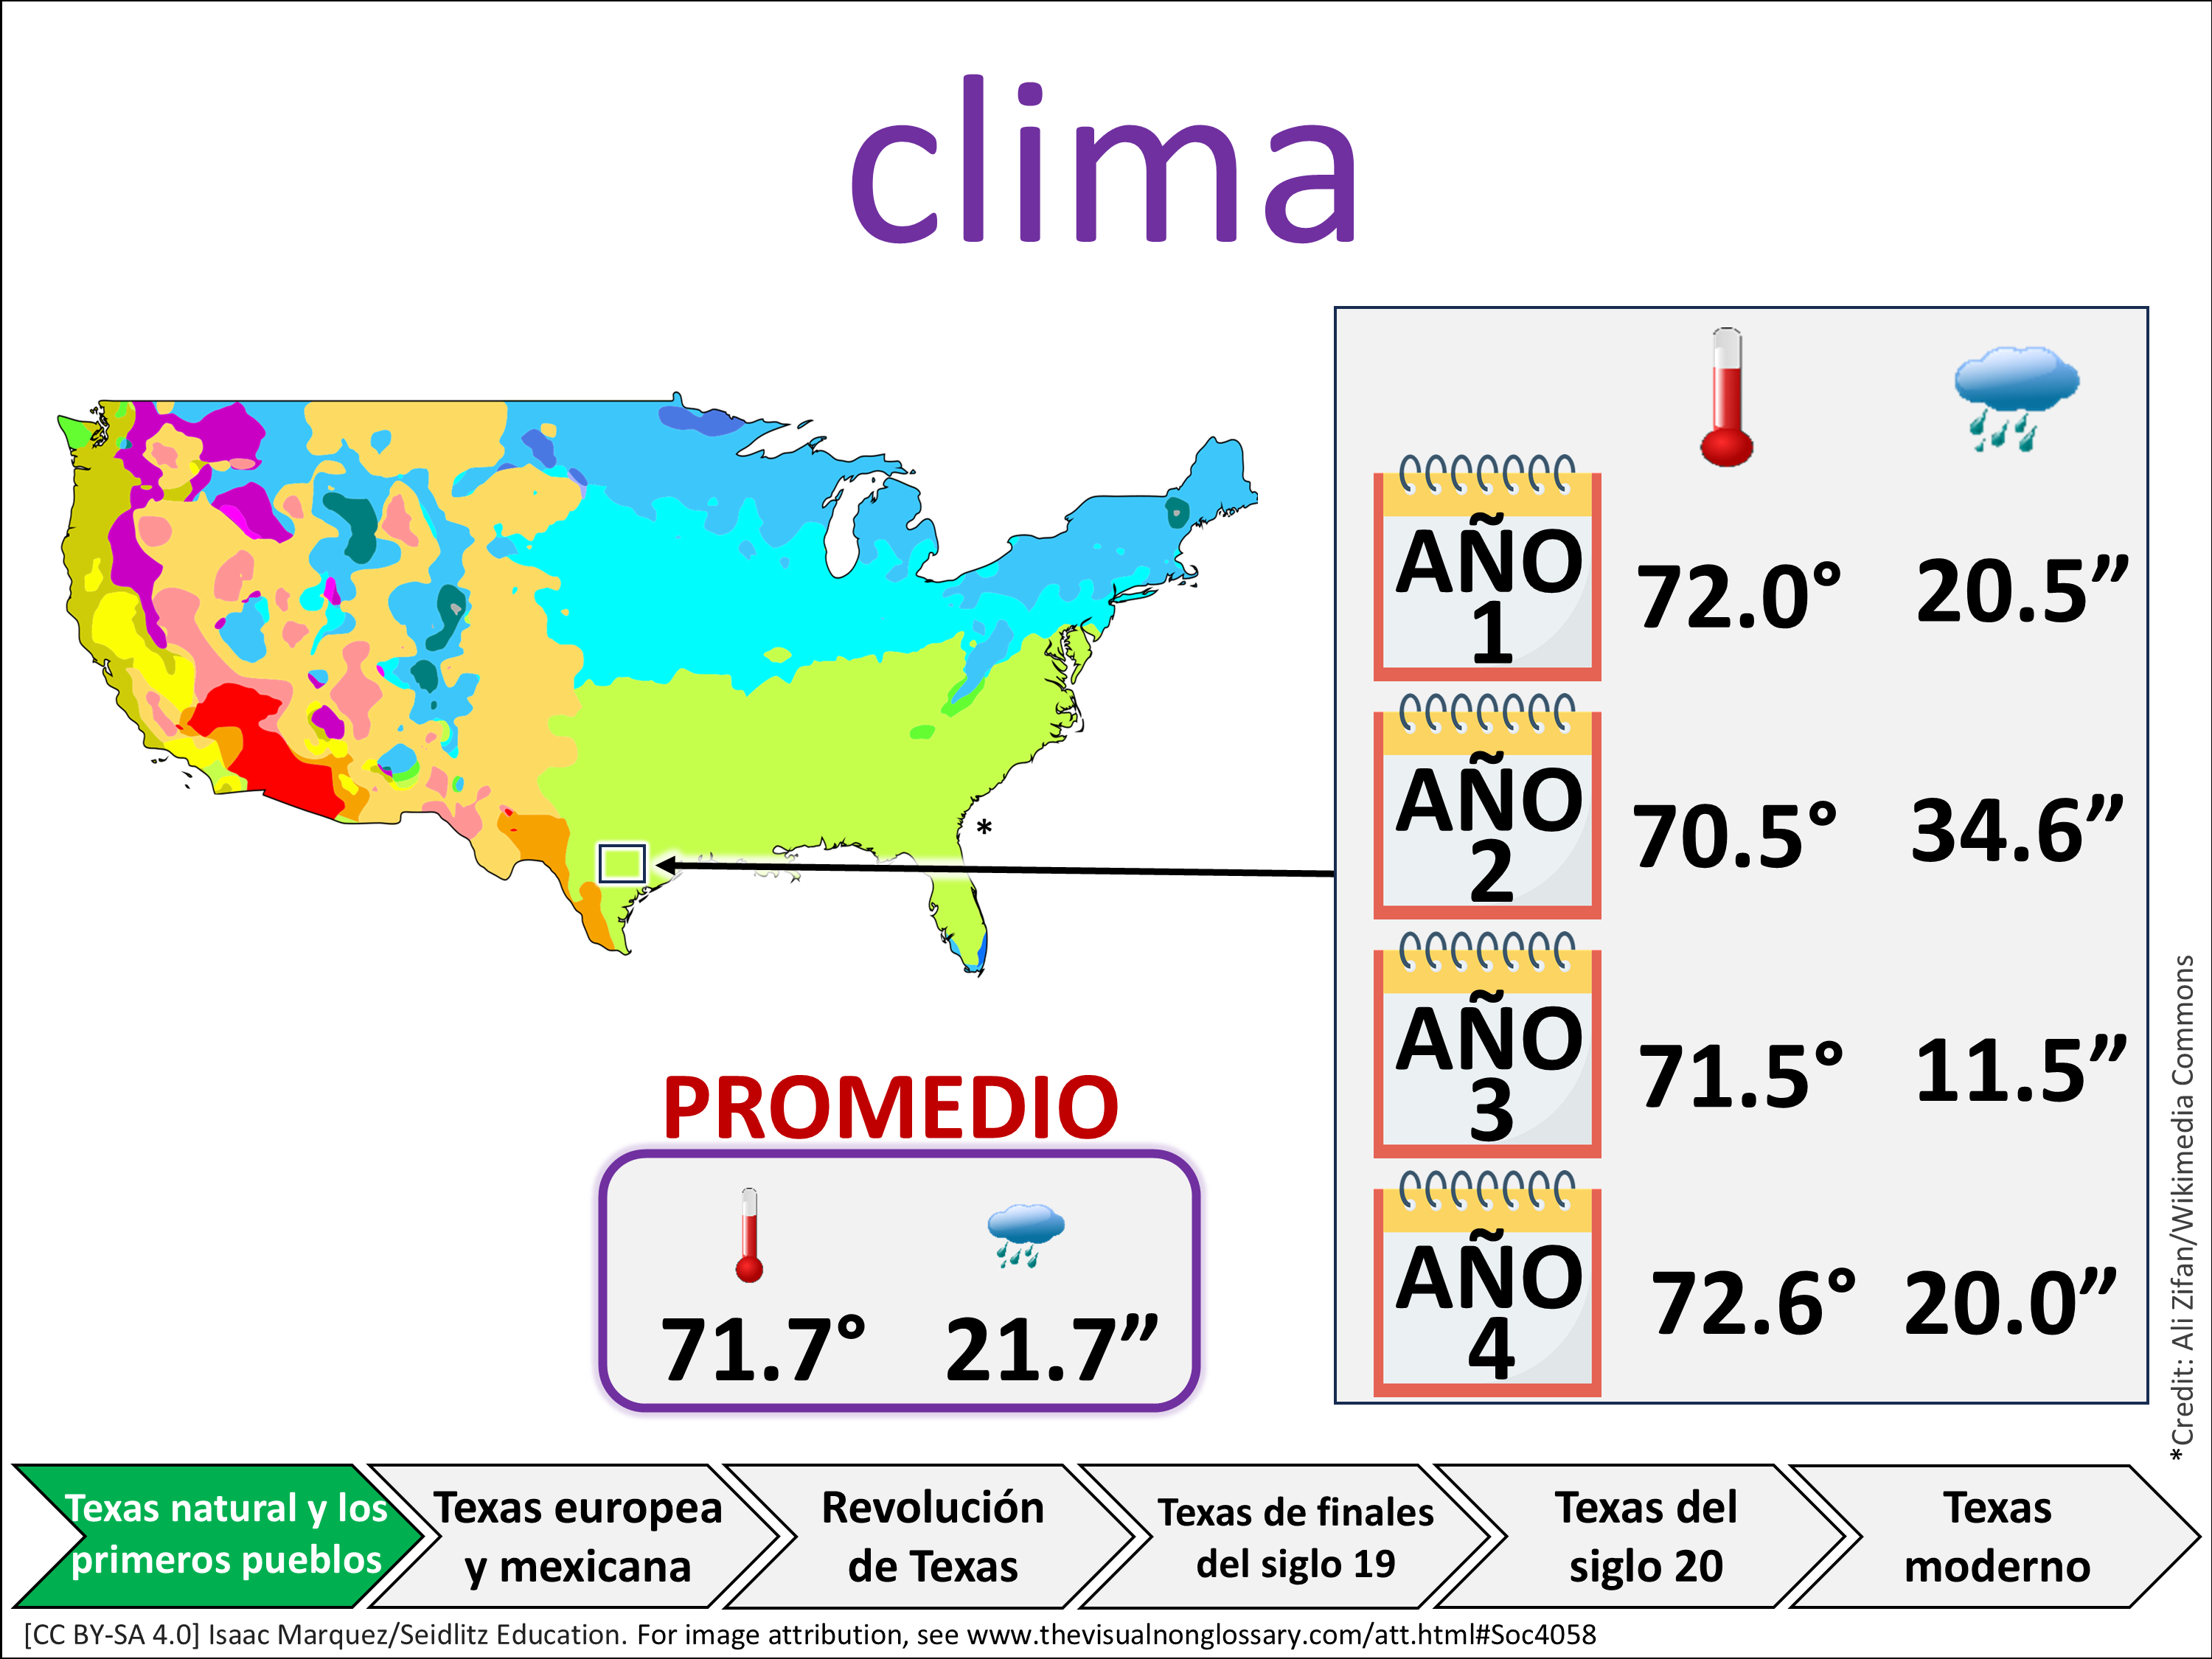 clima
*
AÑO
1
72.0°
20.5”
AÑO
2
70.5°
34.6”
AÑO
3
71.5°
11.5”
AÑO
4
72.6°
20.0”
PROMEDIO
71.7°
21.7”
*Credit: Ali Zifan/Wikimedia Commons
Texas natural y los
primeros pueblos
Texas europea
y mexicana
Revolución
de Texas
Texas de finales
del siglo 19
Texas del
siglo 20
Texas
moderno
[CC BY-SA 4.0] Isaac Marquez/Seidlitz Education. For image attribution, see www.thevisualnonglossary.com/att.html#Soc4058